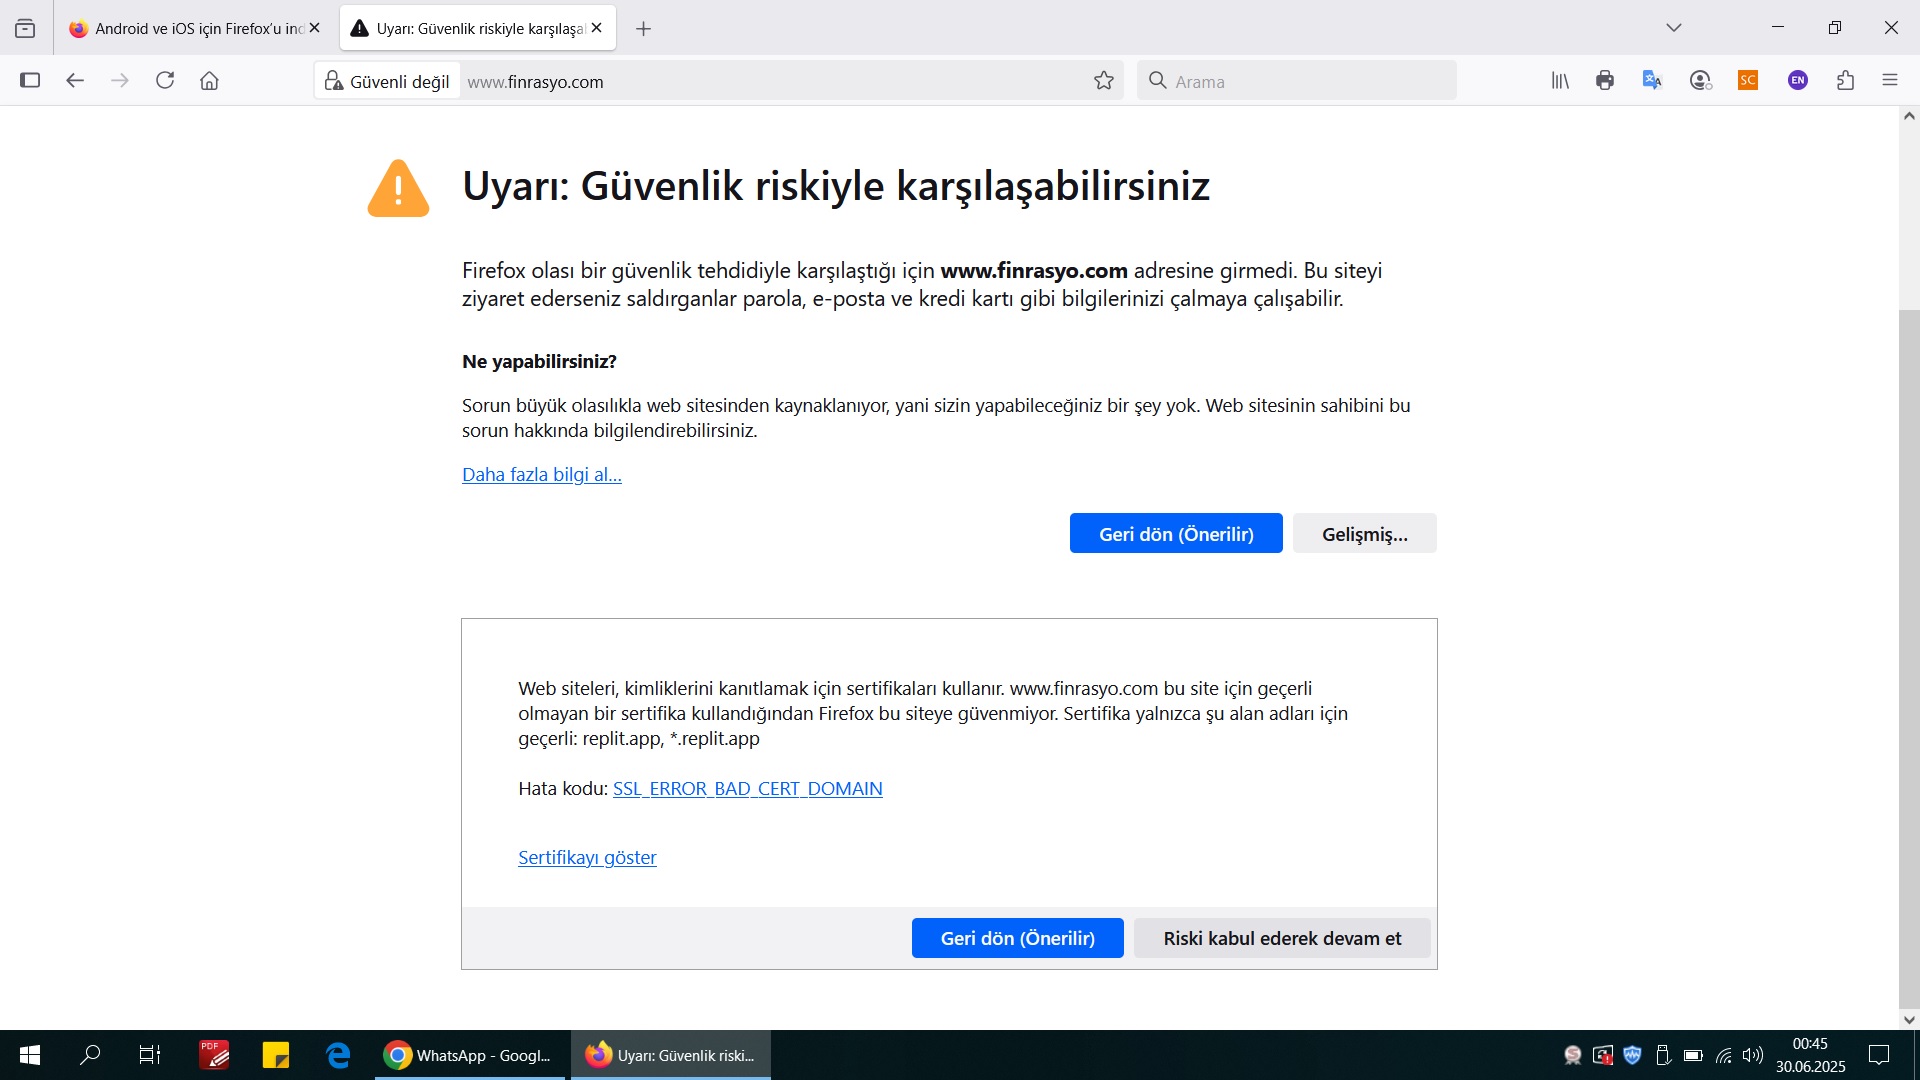 Android ve iOS için Firefox'u ind
Uyarı: Güvenlik riskiyle karşılaşa
Güvenli değil
www.finrasyo.com
Arama
SC
EN
Uyarı: Güvenlik riskiyle karşılaşabilirsiniz
Firefox olası bir güvenlik tehdidiyle karşılaştığı için www.finrasyo.com adresine girmedi. Bu siteyi
ziyaret ederseniz saldırganlar parola, e-posta ve kredi kartı gibi bilgilerinizi çalmaya çalışabilir.
Ne yapabilirsiniz?
Sorun büyük olasılıkla web sitesinden kaynaklanıyor, yani sizin yapabileceğiniz bir şey yok. Web sitesinin sahibini bu
sorun hakkında bilgilendirebilirsiniz.
Daha fazla bilgi al...
Geri dön (Önerilir)
Gelişmiş...
Web siteleri, kimliklerini kanıtlamak için sertifikaları kullanır. www.finrasyo.com bu site için geçerli
olmayan bir sertifika kullandığından Firefox bu siteye güvenmiyor. Sertifika yalnızca şu alan adları için
geçerli: replit.app, *.replit.app
Hata kodu: SSL_ERROR_BAD_CERT_DOMAIN
Sertifikayı göster
Geri dön (Önerilir)
Riski kabul ederek devam et
PDF
WhatsApp - Googl...
Uyarı: Güvenlik riski...
00:45
30.06.2025